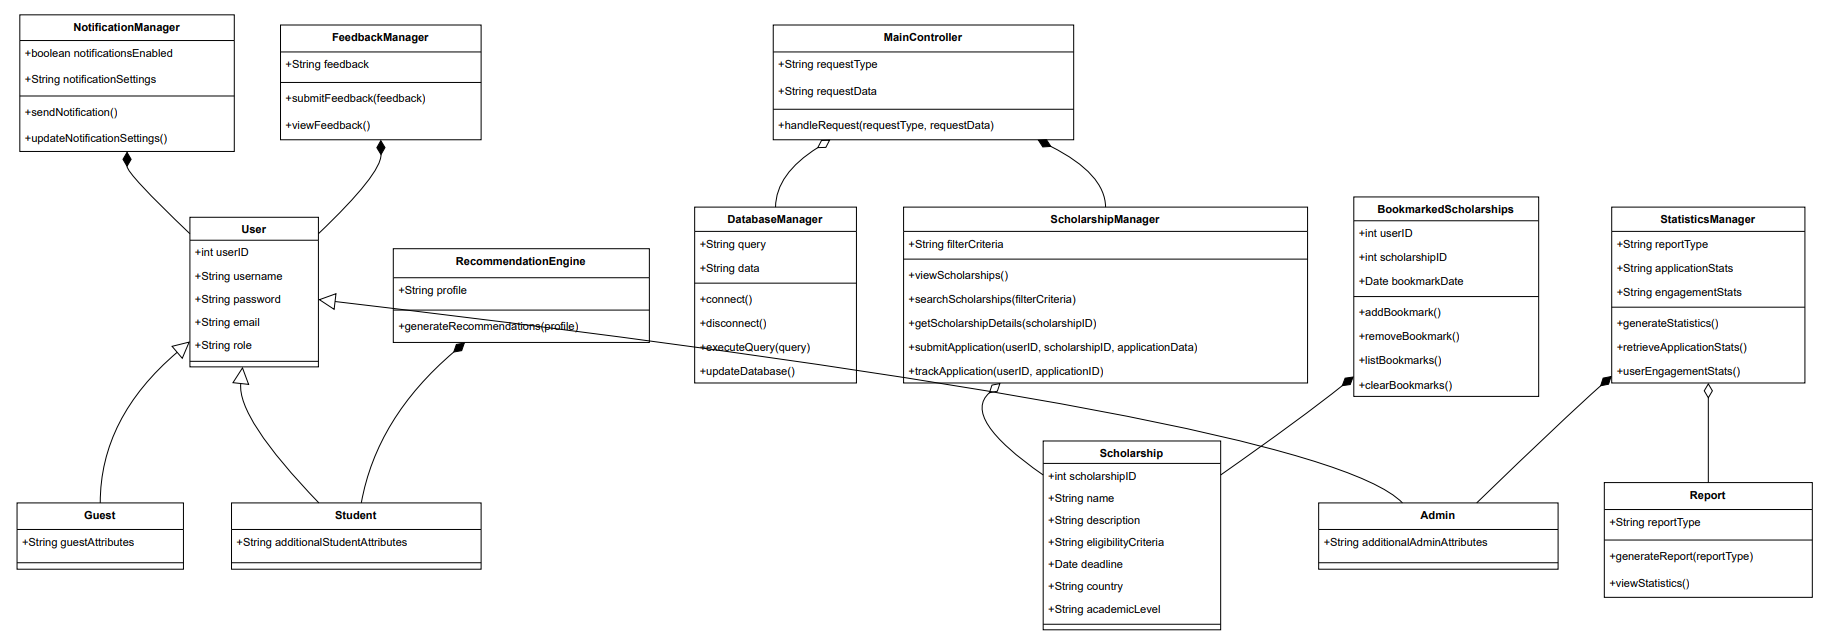 NotificationManager
+boolean notificationsEnabled
+String notificationSettings
+sendNotification()
+updateNotificationSettings()
FeedbackManager
+String feedback
+submitFeedback(feedback)
+viewFeedback()
MainController
+String requestType
+String requestData
+handleRequest(requestType, requestData)
User
+int userID
+String username
+String password
+String email
+String role
RecommendationEngine
+String profile
+generateRecommendations(profile)
DatabaseManager
+String query
+String data
+connect()
+disconnect()
+executeQuery(query)
+updateDatabase()
ScholarshipManager
+String filterCriteria
+viewScholarships()
+searchScholarships(filterCriteria)
+getScholarshipDetails(scholarshipID)
+submitApplication(userID, scholarshipID, applicationData)
+trackApplication(userID, applicationID)
BookmarkedScholarships
+int userID
+int scholarshipID
+Date bookmarkDate
+addBookmark()
+removeBookmark()
+listBookmarks()
+clearBookmarks()
StatisticsManager
+String reportType
+String applicationStats
+String engagementStats
+generateStatistics()
+retrieveApplicationStats()
+userEngagementStats()
Guest
+String guestAttributes
Student
+String additionalStudentAttributes
Scholarship
+int scholarshipID
+String name
+String description
+String eligibilityCriteria
+Date deadline
+String country
+String academicLevel
Admin
+String additionalAdminAttributes
Report
+String reportType
+generateReport(reportType)
+viewStatistics()